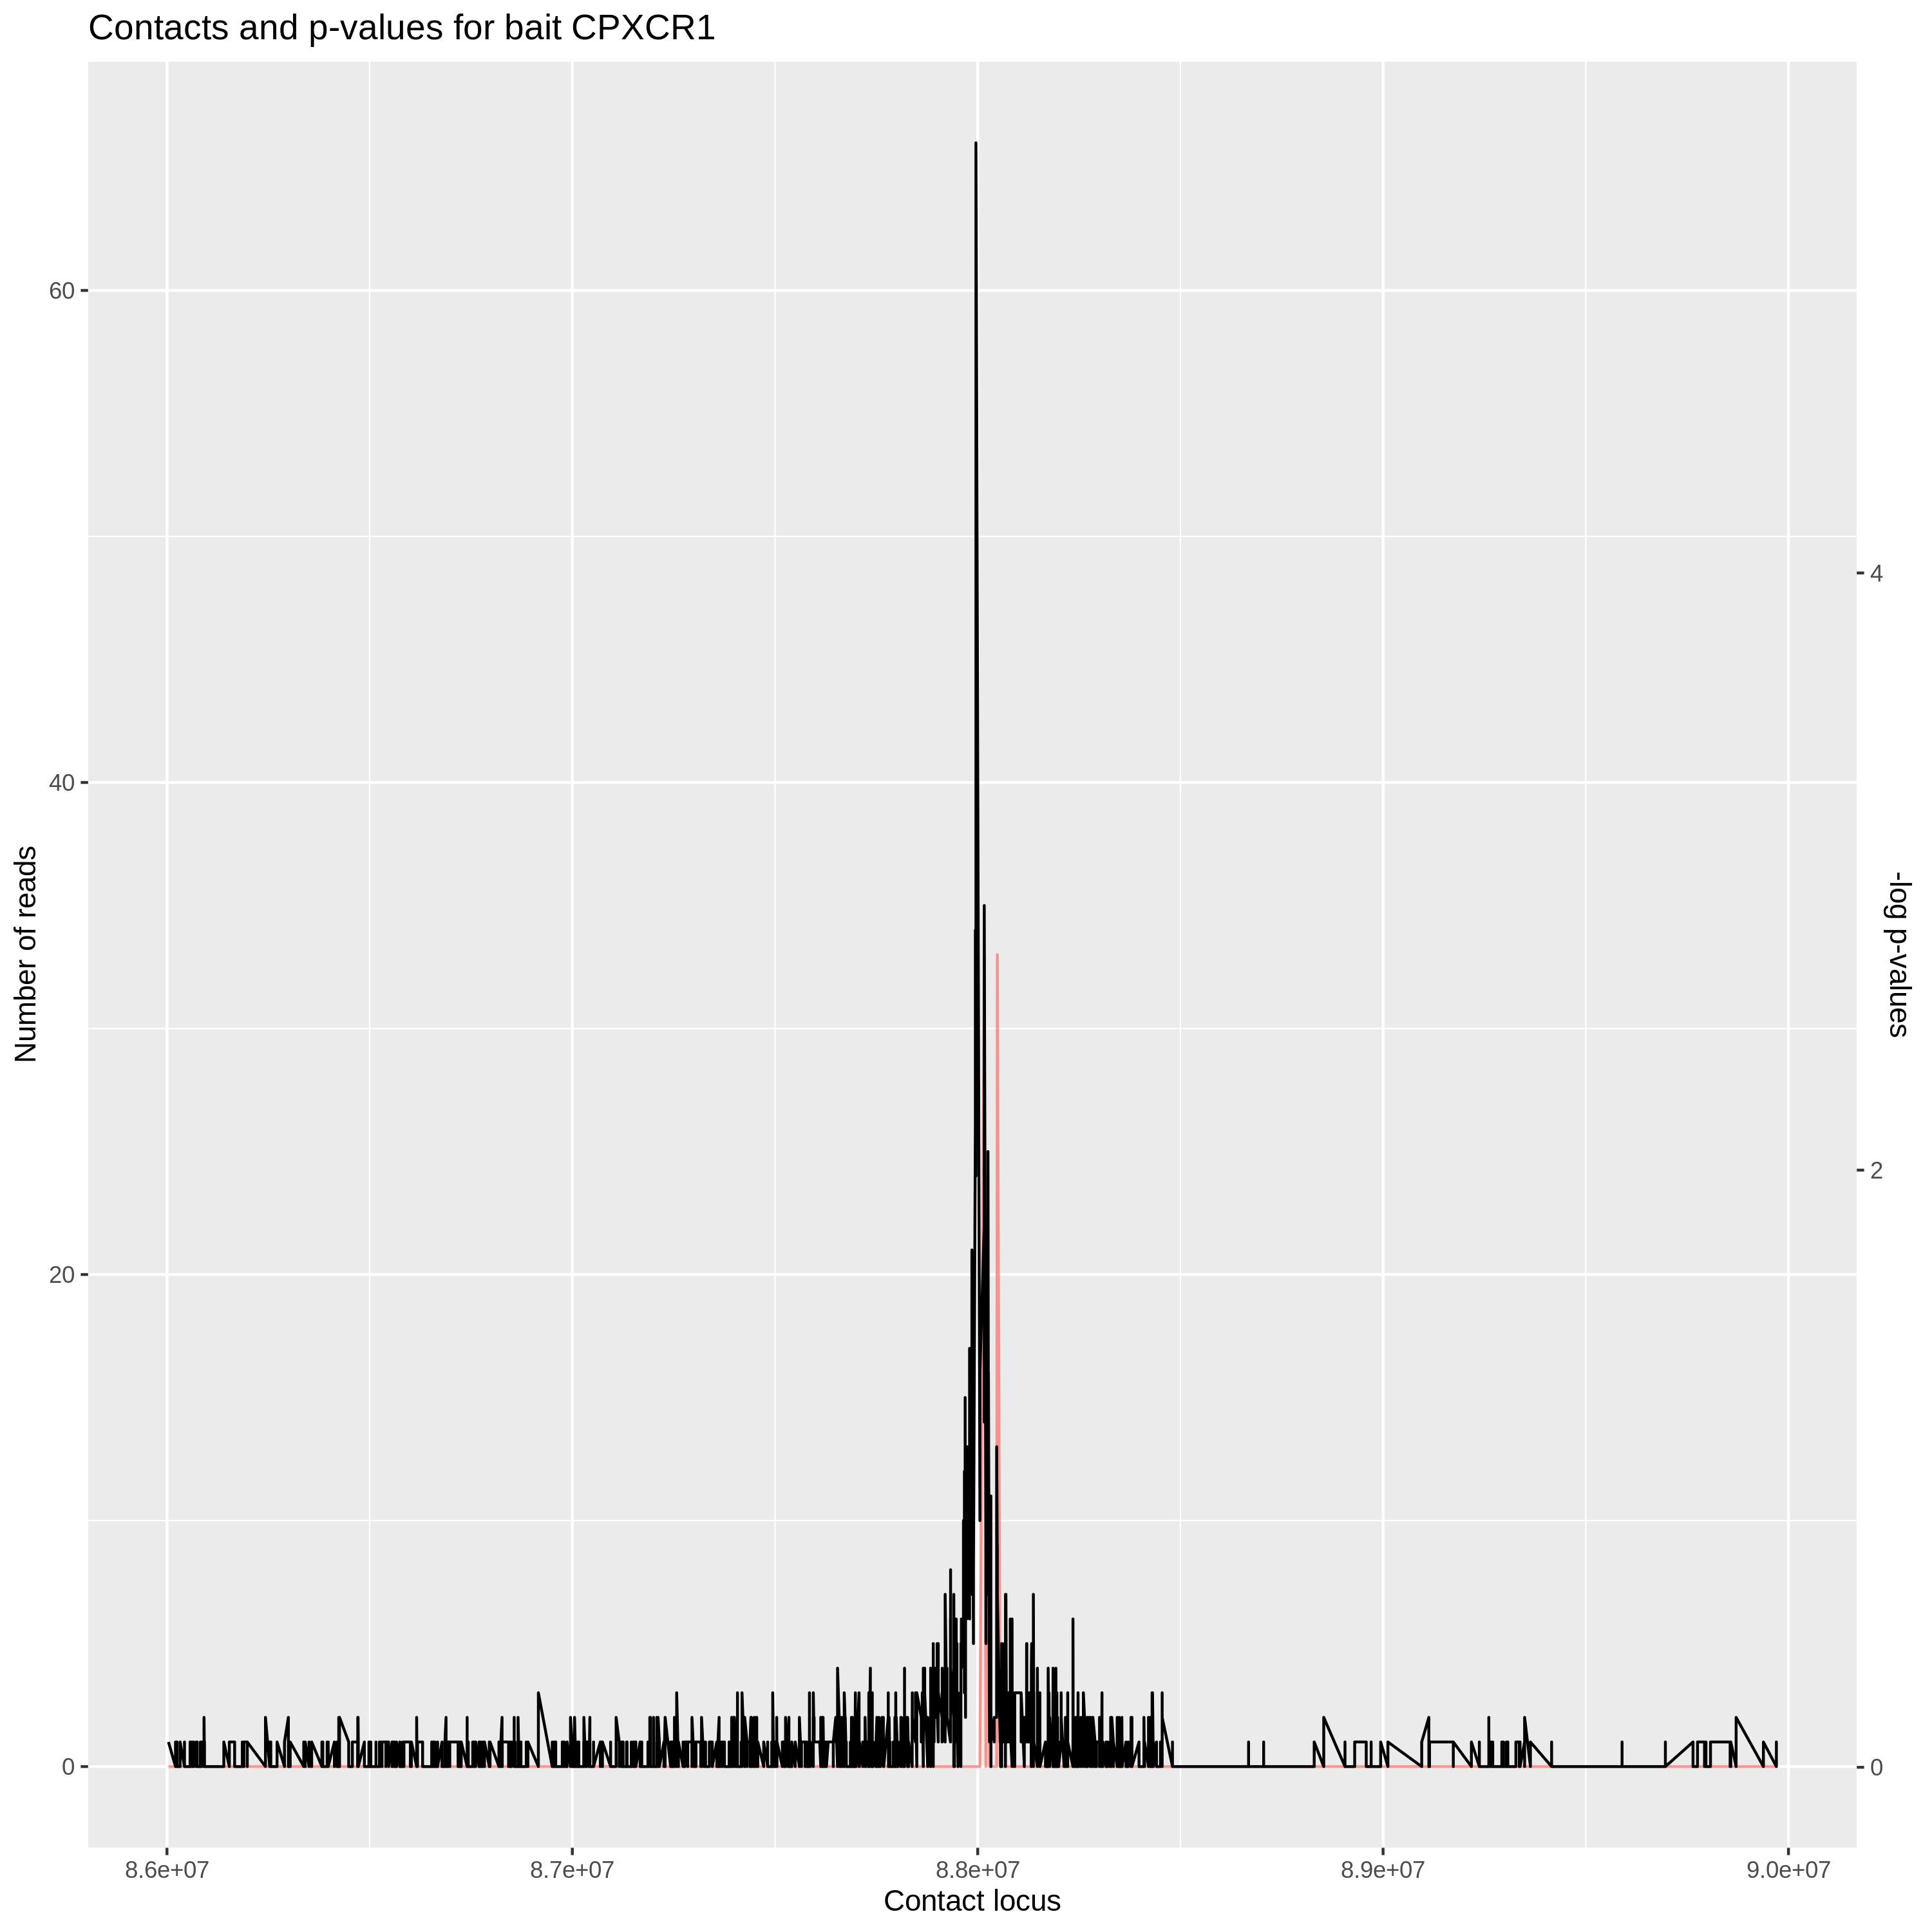 Contacts and p-values for bait CPXCR1
60
40
20
0
Number of reads
4
2
0
-log p-values
8.6e+07
8.7e+07
8.8e+07
8.9e+07
9.0e+07
Contact locus